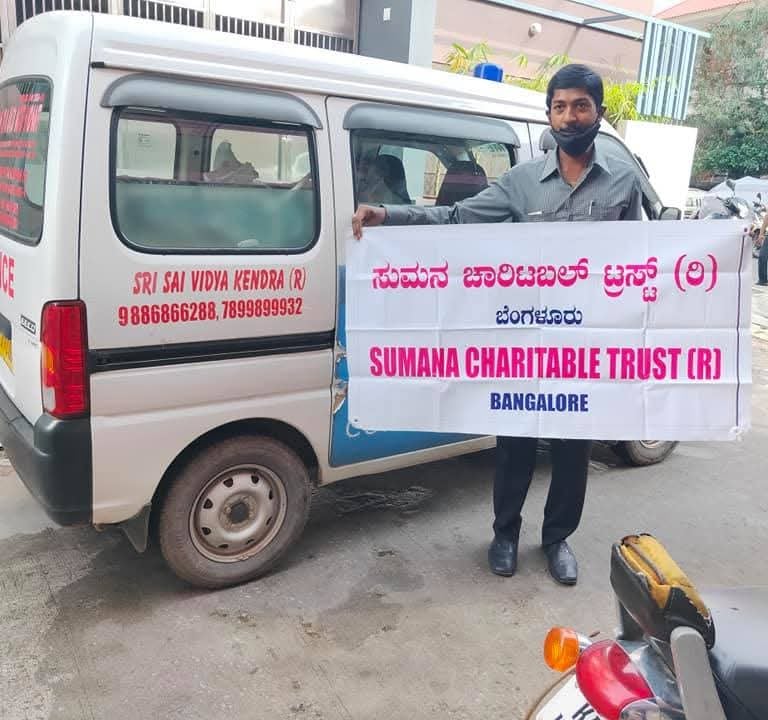 SRI SAI VIDYA KENDRA (R)
9886866288, 7899899932
ಸುಮನ ಚಾರಿಟಬಲ್ ಟ್ರಸ್ಟ್ (ರಿ)
ಬೆಂಗಳೂರು
SUMANA CHARITABLE TRUST (R)
BANGALORE